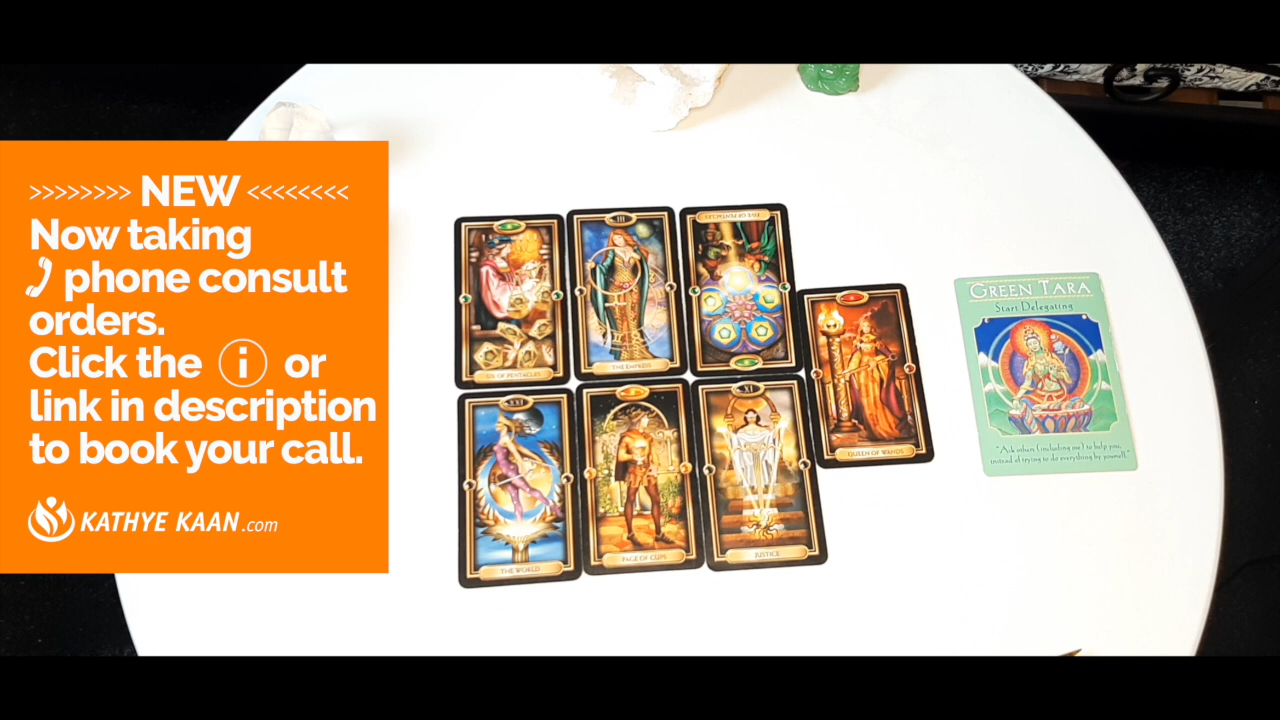 >>>>>>>> NEW <<<<<<<<
Now taking
phone consult
orders.
Click the i or
link in description
to book your call.
KATHYE KAAN.com
SIX OF PENTACLES
III
THE EMPRESS
FIVE OF PENTACLES
XXI
THE WORLD
PAGE OF CUPS
XI
JUSTICE
QUEEN OF WANDS
GREEN TARA
Start Delegating
"Ask others (including me) to help you,
instead of trying to do everything by yourself."